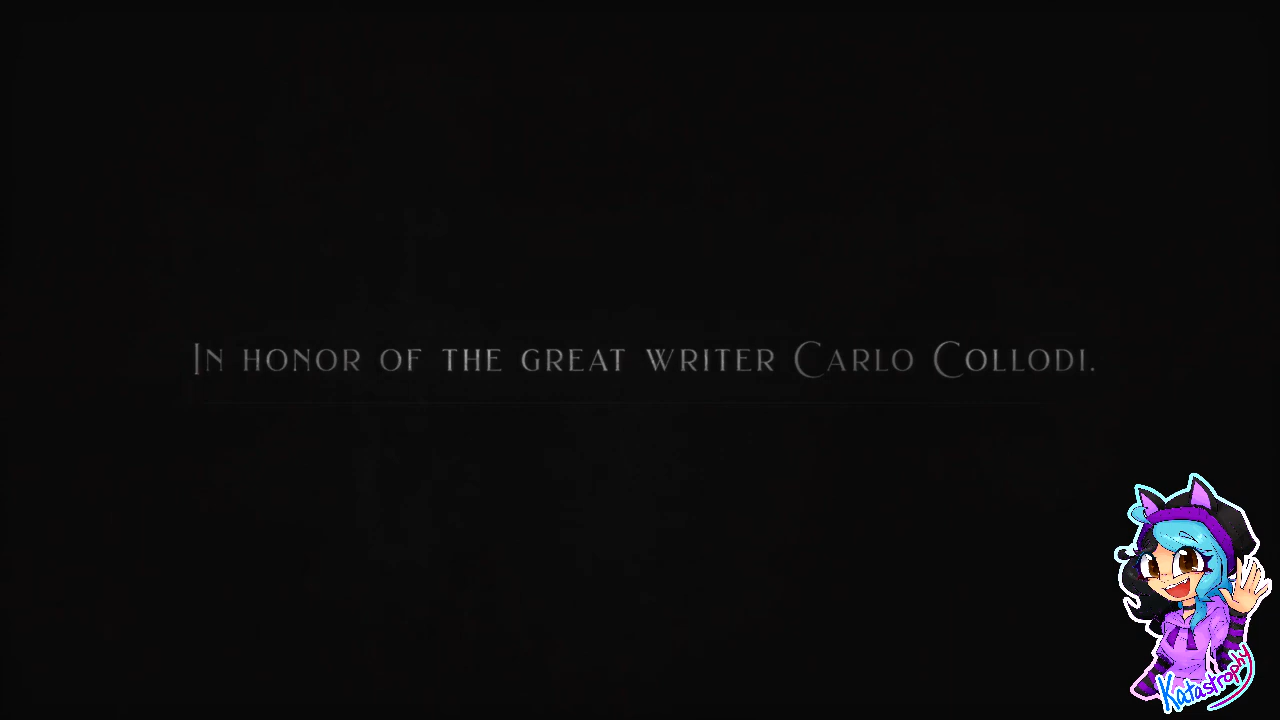 In honor of the great writer Carlo Collodi.
Katastrophy